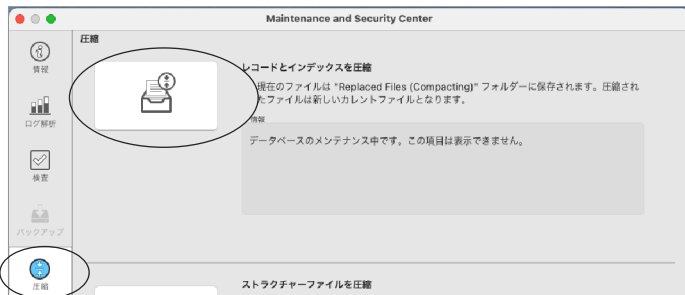 Maintenance and Security Center
圧縮
情報
ログ解析
検査
バックアップ
圧縮
レコードとインデックスを圧縮
現在のファイルは "Replaced Files (Compacting)" フォルダーに保存されます。圧縮され
たファイルは新しいカレントファイルとなります。
情報
データベースのメンテナンス中です。この項目は表示できません。
ストラクチャーファイルを圧縮